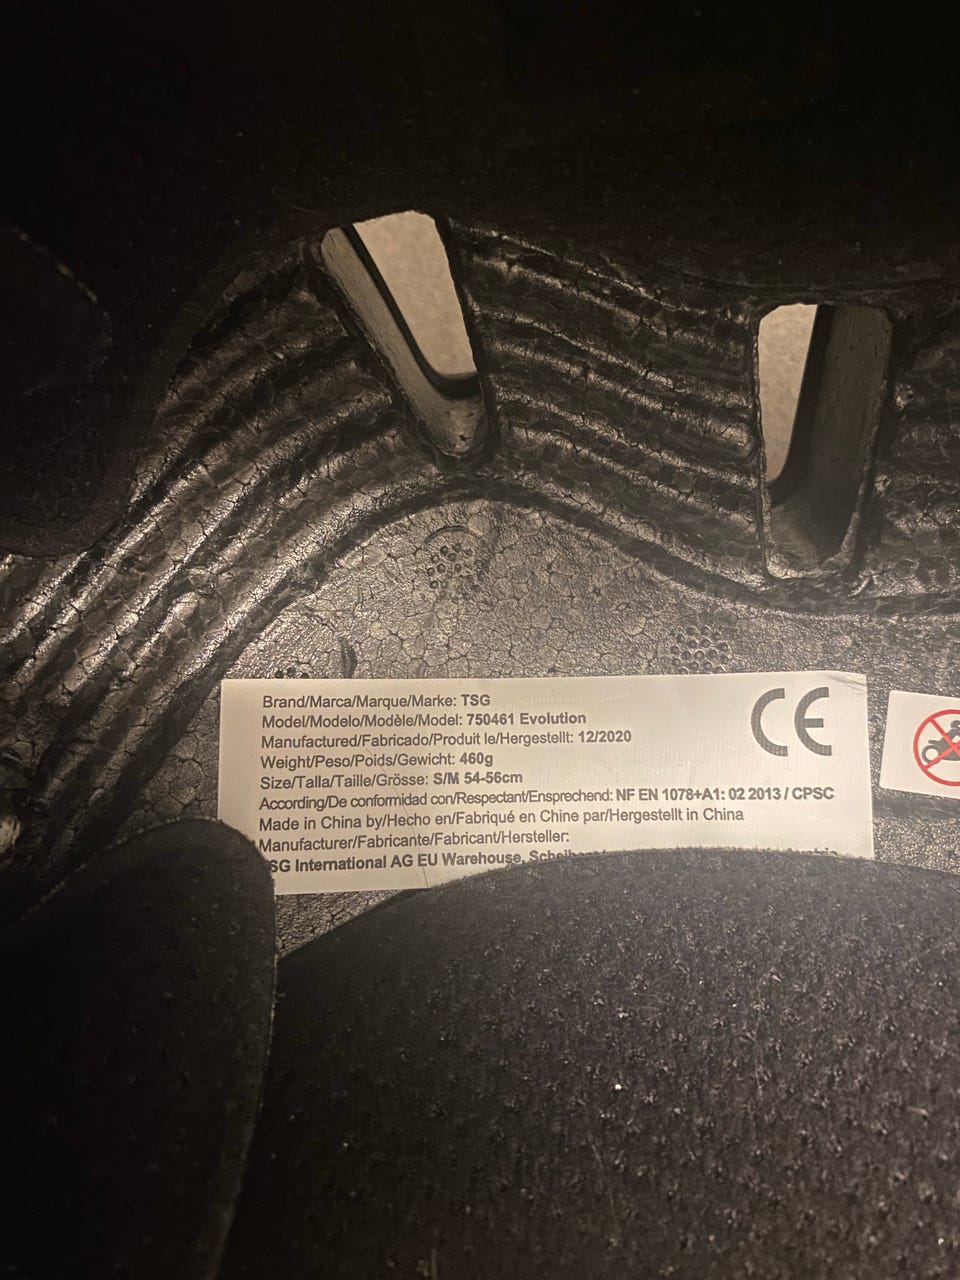 Brand/Marca/Marque/Marke: TSG
Model/Modelo/Modèle/Model: 750461 Evolution
Manufactured/Fabricado/Produit le/Hergestellt: 12/2020
Weight/Peso/Poids/Gewicht: 460g
Size/Talla/Taille/Grösse: S/M 54-56cm
According/De conformidad con/Respectant/Ensprechend: NF EN 1078+A1: 02 2013 / CPSC
Made in China by/Hecho en/Fabriqué en Chine par/Hergestellt in China
Manufacturer/Fabricante/Fabricant/Hersteller:
SG International AG EU Warehouse,
CE